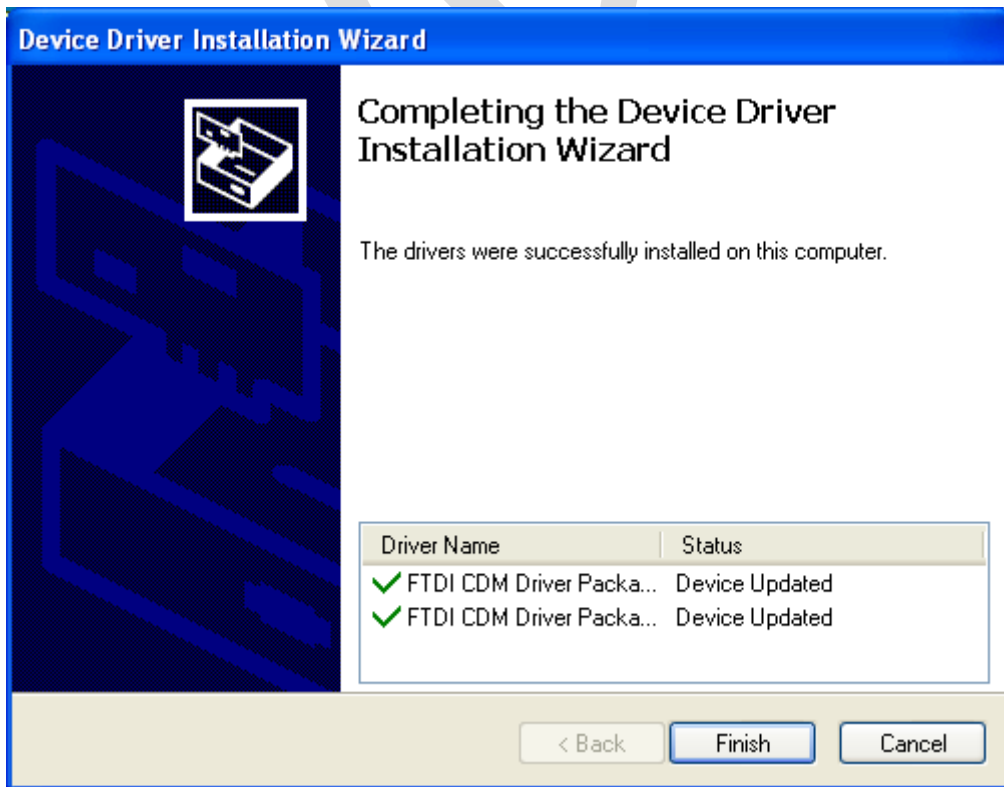 Device Driver Installation Wizard
Completing the Device Driver
Installation Wizard
The drivers were successfully installed on this computer.
Driver Name Status
FTDI CDM Driver Packa... Device Updated
FTDI CDM Driver Packa... Device Updated
< Back Finish Cancel